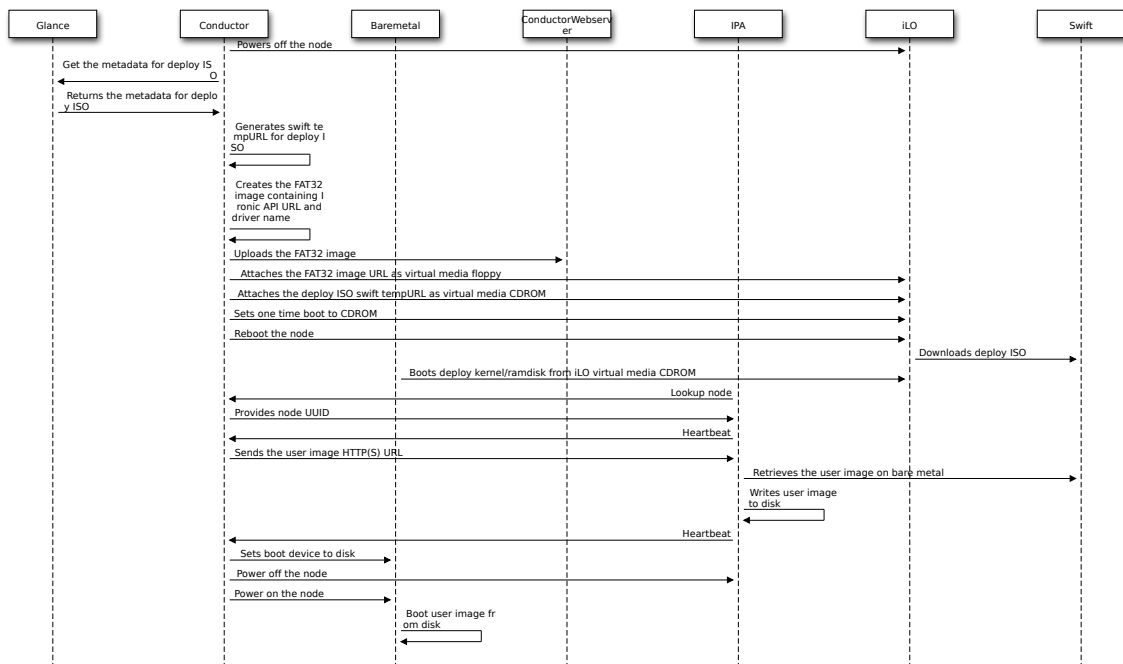 Glance
Conductor
Baremetal
ConductorWebserv
er
IPA
iLO
Swift
Powers off the node
Get the metadata for deploy IS
O
Returns the metadata for deplo
y ISO
Generates swift te
mpURL for deploy I
SO
Creates the FAT32
image containing I
ronic API URL and
driver name
Uploads the FAT32 image
Attaches the FAT32 image URL as virtual media floppy
Attaches the deploy ISO swift tempURL as virtual media CDROM
Sets one time boot to CDROM
Reboot the node
Downloads deploy ISO
Boots deploy kernel/ramdisk from iLO virtual media CDROM
Lookup node
Provides node UUID
Heartbeat
Sends the user image HTTP(S) URL
Retrieves the user image on bare metal
Writes user image
to disk
Heartbeat
Sets boot device to disk
Power off the node
Power on the node
Boot user image fr
om disk